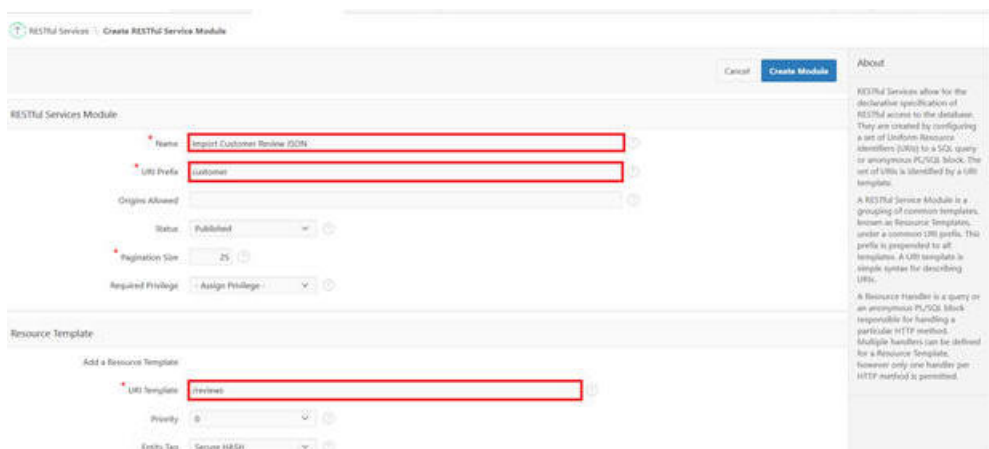 RESTful Services
Create RESTful Service Module
Cancel
Create Module
RESTful Services Module
* Name
Import Customer Review JSON
* URI Prefix
customer
Origins Allowed
Status
Published
* Pagination Size
25
Required Privilege
- Assign Privilege -
Resource Template
Add a Resource Template
* URI Template
/reviews
Priority
0
Entity Tag
Secure HASH
About
RESTful Services allow for the
declarative specification of
RESTful access to the database.
They are created by configuring
a set of Uniform Resource
Identifiers (URIs) to a SQL query
or anonymous PL/SQL block. The
set of URIs is identified by a URI
template.
A RESTful Service Module is a
grouping of common templates,
known as Resource Templates,
under a common URI prefix. This
prefix is prepended to all
templates. A URI template is
simple syntax for describing
URIs.
A Resource Handler is a query or
an anonymous PL/SQL block
responsible for handling a
particular HTTP method.
Multiple handlers can be defined
for a Resource Template,
however only one handler per
HTTP method is permitted.